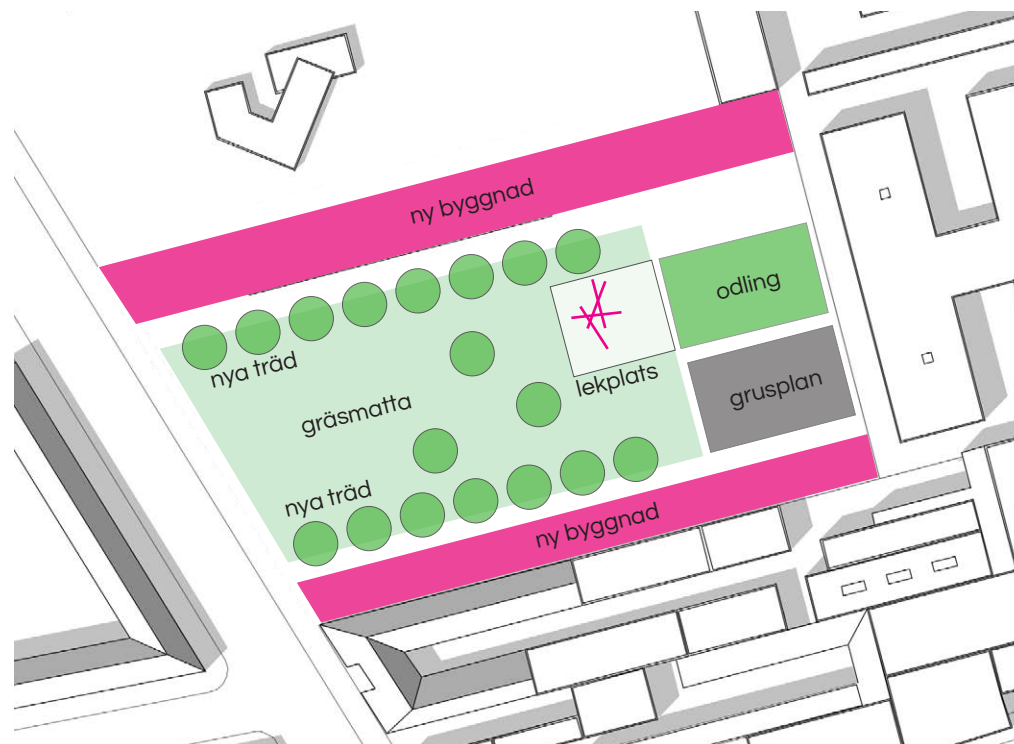 ny byggnad
odling
nya träd
lekplats
grusplan
gräsmatta
nya träd
ny byggnad